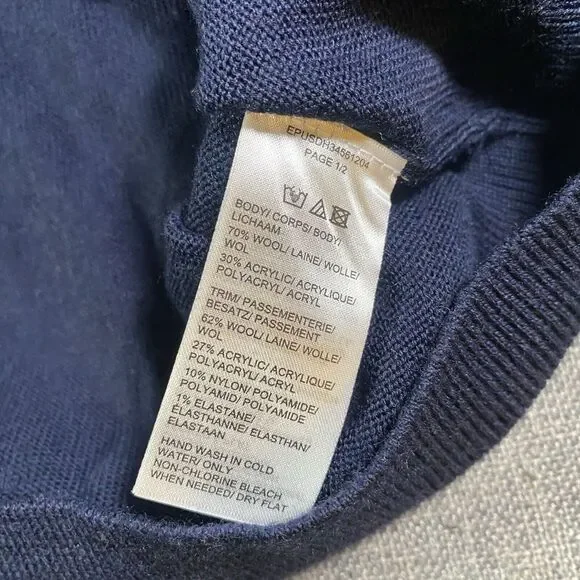 EPUSDH34561204
PAGE 1/2
BODY/ CORPS/ BODY/
LICHAAM
70% WOOL/ LAINE/ WOLLE/
WOL
30% ACRYLIC/ ACRYLIQUE/
POLYACRYL/ ACRYL
TRIM/ PASSEMENTERIE/
BESATZ/ PASSEMENT
62% WOOL/ LAINE/ WOLLE/
WOL
27% ACRYLIC/ ACRYLIQUE/
POLYACRYL/ ACRYL
10% NYLON/ POLYAMIDE/
POLYAMID/ POLYAMIDE
1% ELASTANE/
ÉLASTHANNE/ ELASTHAN/
ELASTAAN
HAND WASH IN COLD
WATER/ ONLY
NON-CHLORINE BLEACH
WHEN NEEDED/ DRY FLAT